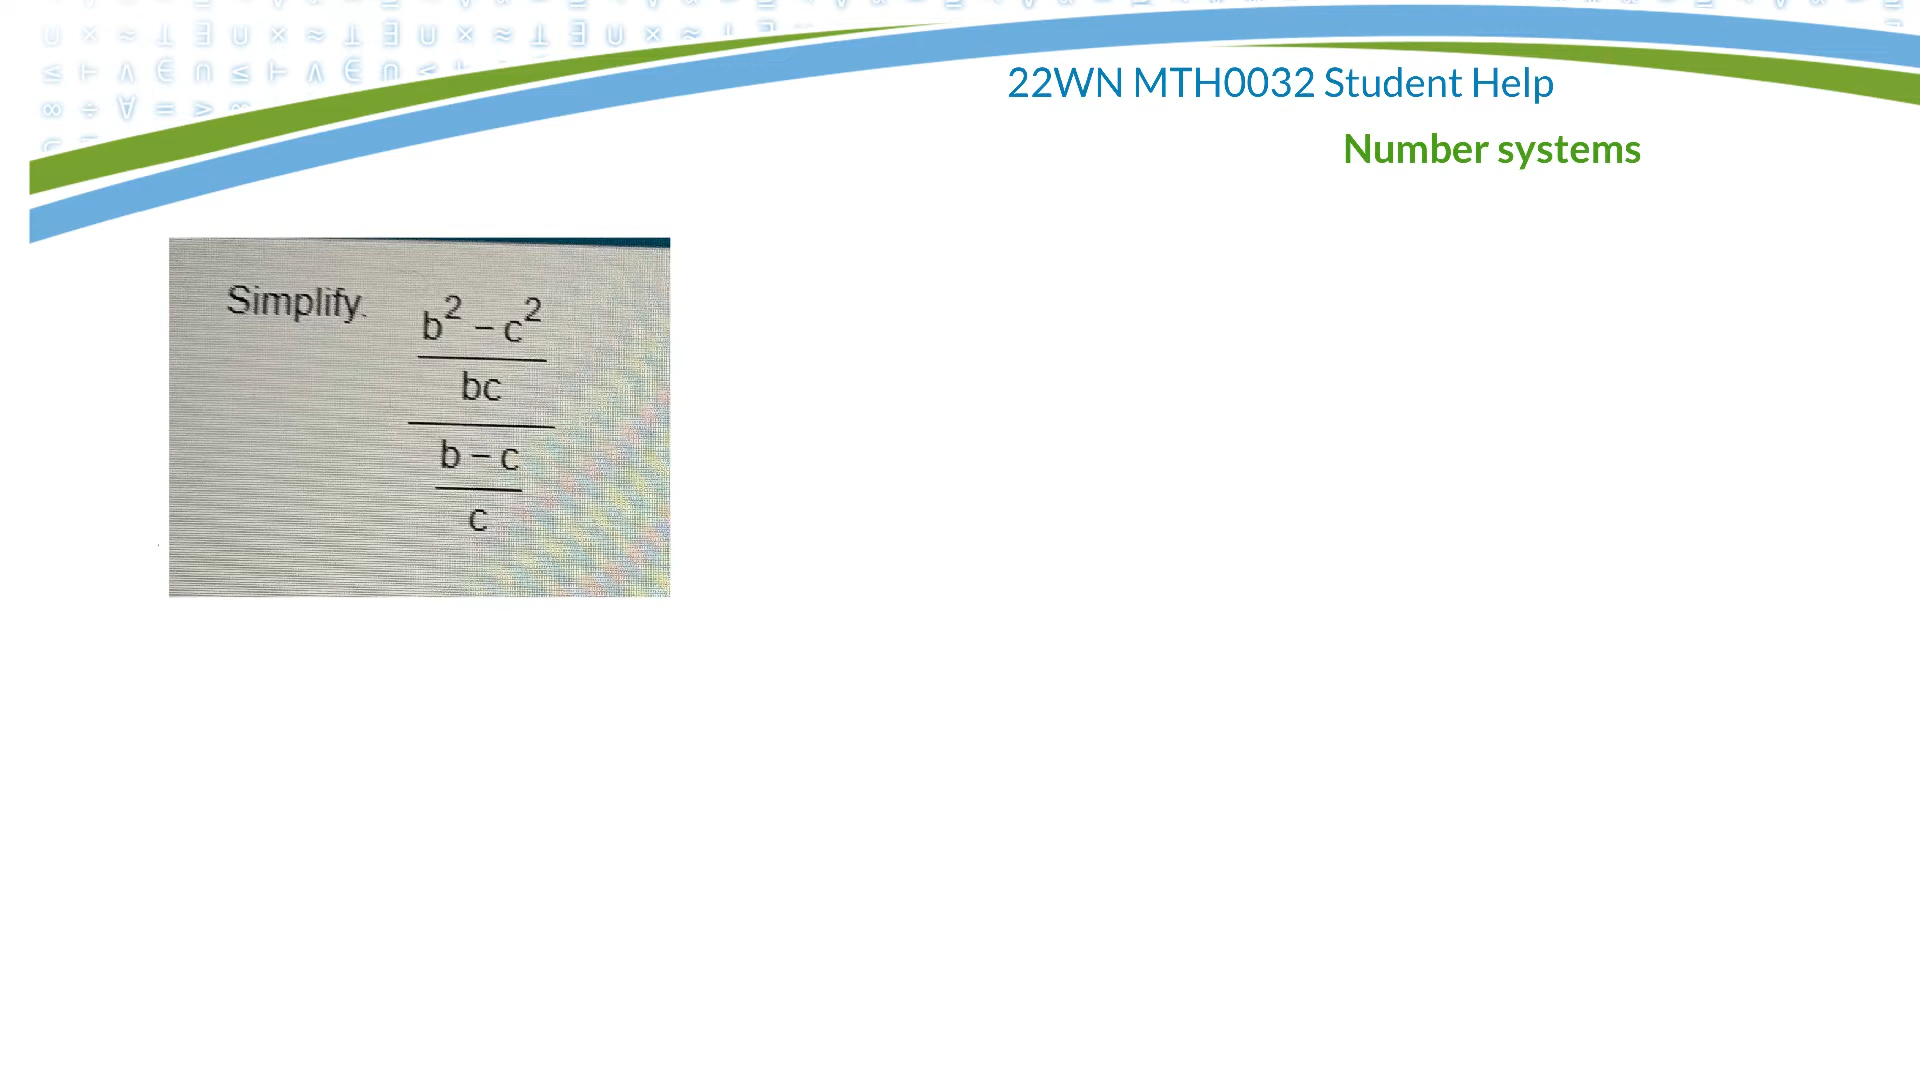 22WN MTH0032 Student Help
Number systems
Simplify.
b² – c²
bc
b – c
c